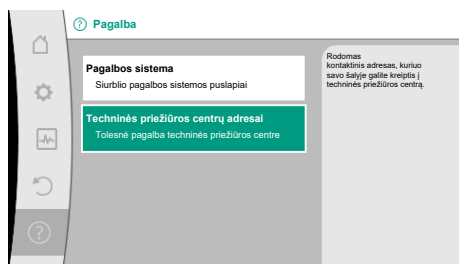 Pagalba
Pagalbos sistema
Siurblio pagalbos sistemos puslapiai
Techninės priežiūros centrų adresai
Tolesnė pagalba techninės priežiūros centre
Rodomas
kontaktinis adresas, kuriuo
savo šalyje galite kreiptis į
techninės priežiūros centrą.